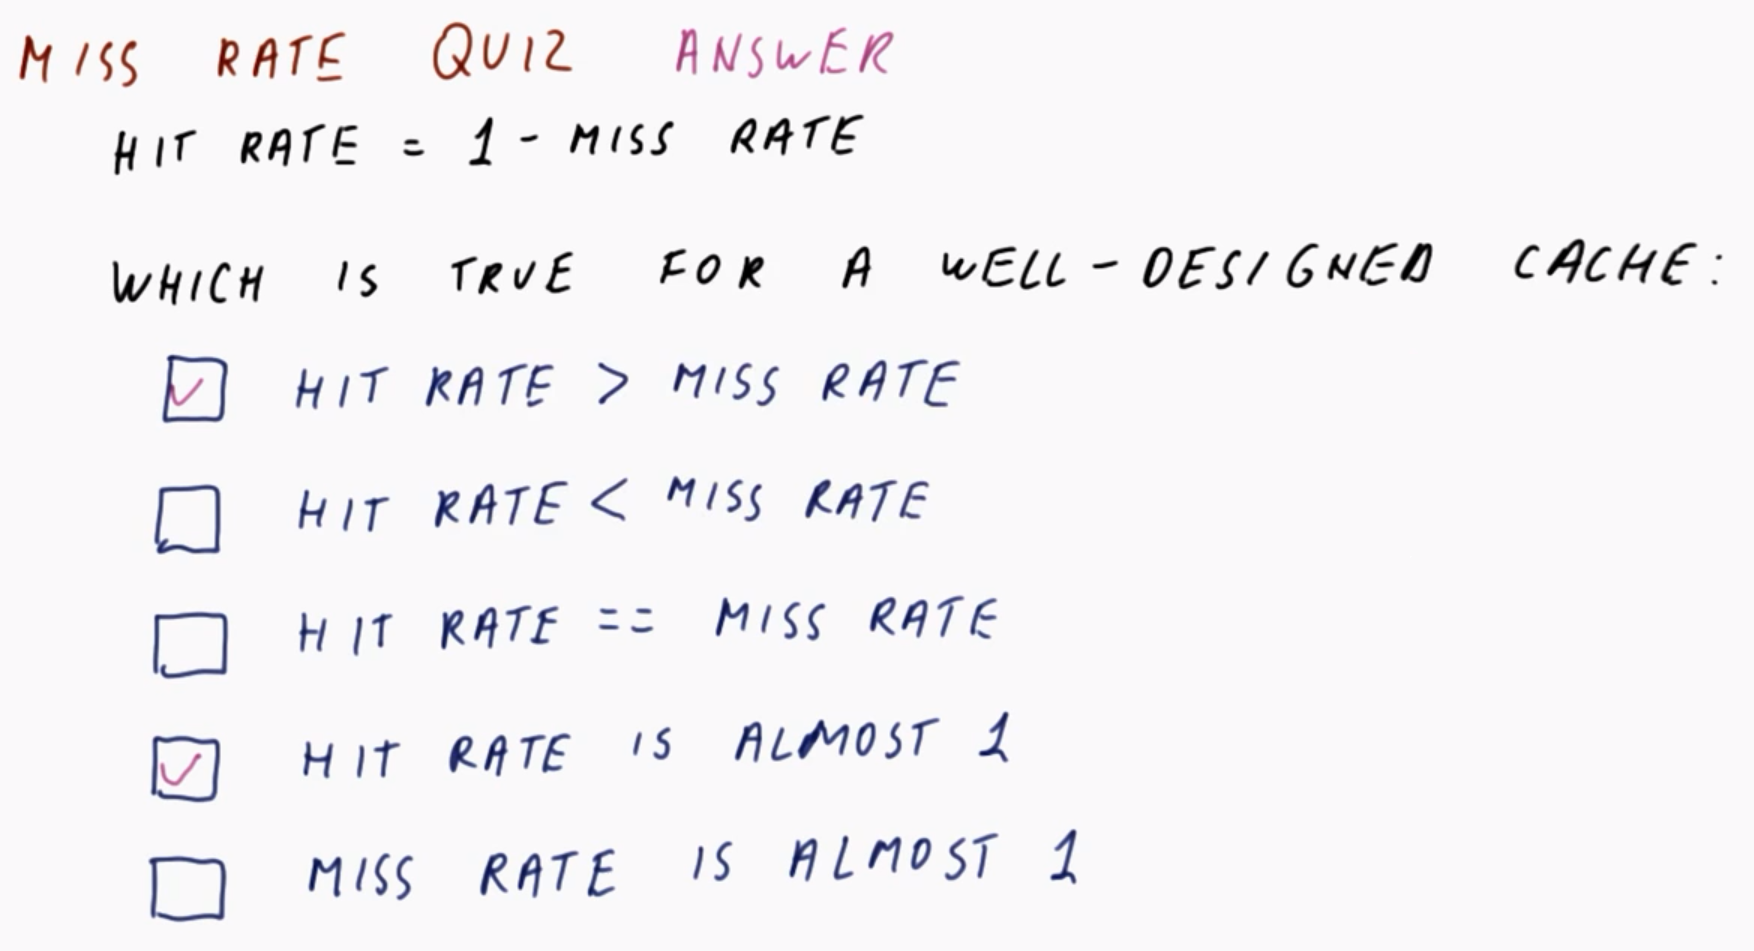 MISS RATE QUIZ ANSWER
HIT RATE = 1 - MISS RATE
WHICH IS TRUE FOR A WELL-DESIGNED CACHE:
HIT RATE > MISS RATE
HIT RATE < MISS RATE
HIT RATE == MISS RATE
HIT RATE IS ALMOST 1
MISS RATE IS ALMOST 1